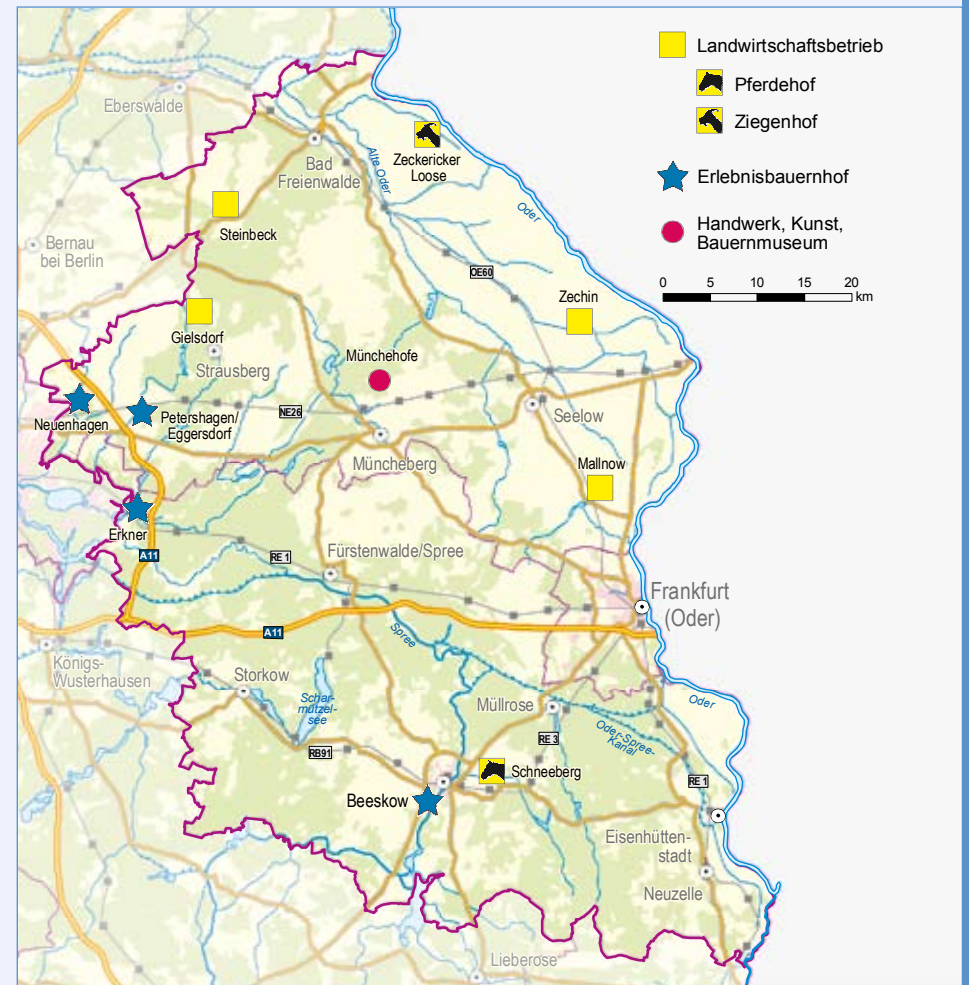 Landwirtschaftsbetrieb
Pferdehof
Ziegenhof
Erlebnisbauernhof
Handwerk, Kunst,
Bauernmuseum
0 5 10 15 20
km
Eberswalde
Bad
Freienwalde
Alte Oder
Zeckericker
Loose
Oder
Steinbeck
Bernau
bei Berlin
OE60
Zechin
Gielsdorf
Strausberg
Münchehofe
Neuenhagen
Petershagen/
Eggersdorf
NE26
Seelow
Müncheberg
Mallnow
Erkner
A11
RE 1
Fürstenwalde/Spree
Frankfurt
(Oder)
A11
Spree
Königs-
Wusterhausen
Storkow
Schar-
mützel-
see
Müllrose
Oder
Oder-Spree-
Kanal
RE 3
RB91
Schneeberg
RE 1
Beeskow
Eisenhütten-
stadt
Neuzelle
Lieberose